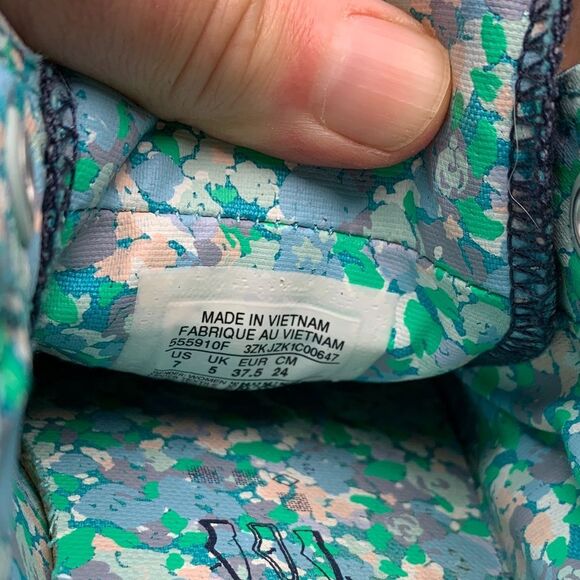 MADE IN VIETNAM
FABRIQUE AU VIETNAM
555910F 3ZKJZK1C00647
US UK EUR CM
7 5 37.5 24